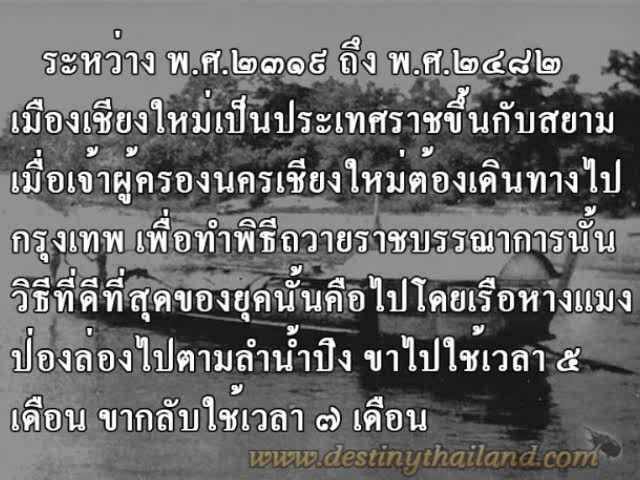 ระหว่าง พ.ศ.๒๓๑๙ ถึง พ.ศ.๒๔๘๒
เมืองเชียงใหม่เป็นประเทศราชขึ้นกับสยาม
เมื่อเจ้าผู้ครองนครเชียงใหม่ต้องเดินทางไป
กรุงเทพ เพื่อทำพิธีถวายราชบรรณาการนั้น
วิธีที่ดีที่สุดของยุคนั้นคือไปโดยเรือหางแมง
ป่องล่องไปตามลำน้ำปิง ขาไปใช้เวลา ๕
เดือน ขากลับใช้เวลา ๗ เดือน
www.destinythailand.com